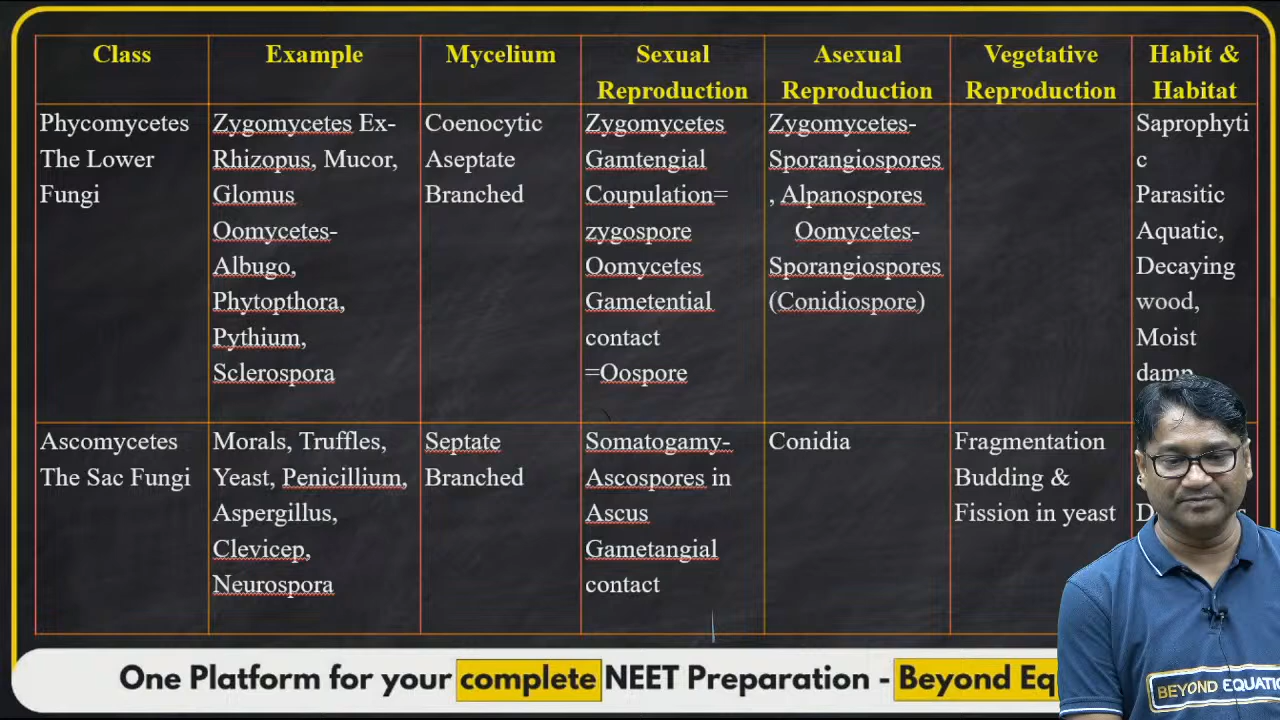 Class
Example
Mycelium
Sexual
Reproduction
Asexual
Reproduction
Vegetative
Reproduction
Habit &
Habitat
Phycomycetes
The Lower
Fungi
Zygomycetes Ex-
Rhizopus, Mucor,
Glomus
Oomycetes-
Albugo,
Phytopthora,
Pythium,
Sclerospora
Coenocytic
Aseptate
Branched
Zygomycetes
Gamtengial
Coupulation=
zygospore
Oomycetes
Gametential
contact
=Oospore
Zygomycetes-
Sporangiospores
, Alpanospores
Oomycetes-
Sporangiospores
(Conidiospore)
Saprophyti
c
Parasitic
Aquatic,
Decaying
wood,
Moist
damp
Ascomycetes
The Sac Fungi
Morals, Truffles,
Yeast, Penicillium,
Aspergillus,
Clevicep,
Neurospora
Septate
Branched
Somatogamy-
Ascospores in
Ascus
Gametangial
contact
Conidia
Fragmentation
Budding &
Fission in yeast
One Platform for your complete NEET Preparation - Beyond Eq
BEYOND EQUATIO